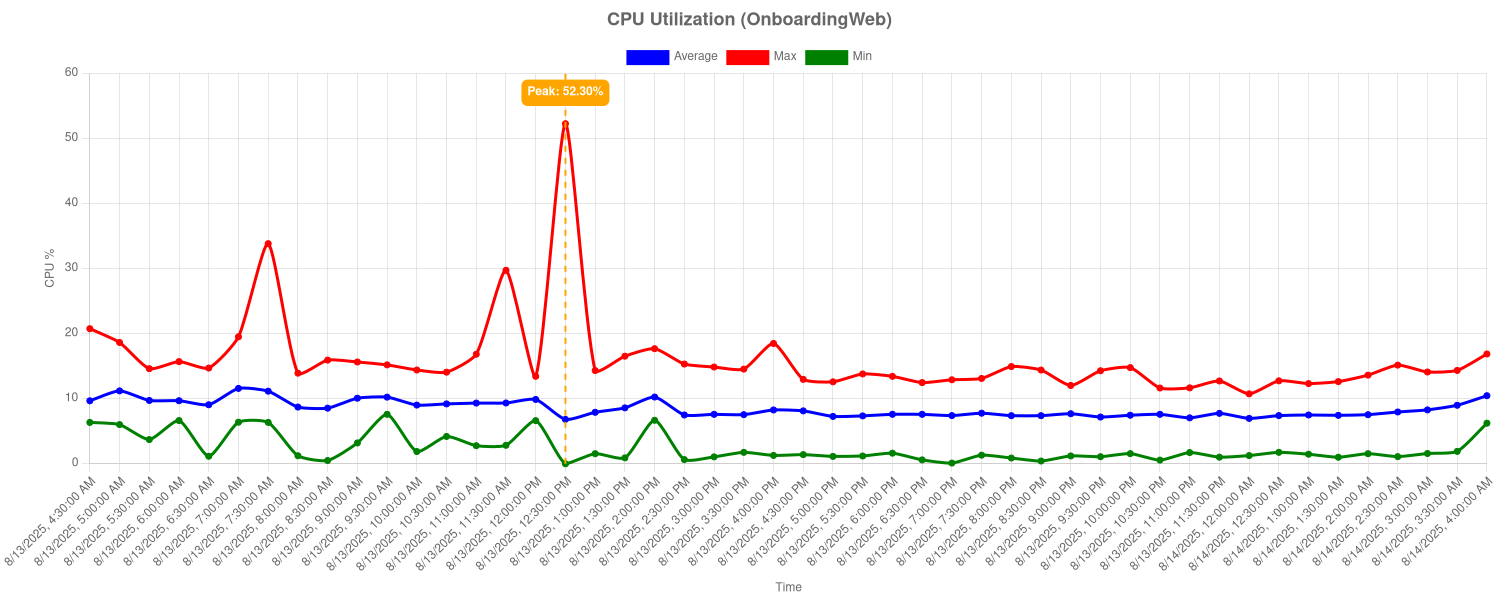 CPU Utilization (OnboardingWeb)
Average Max Min
Peak: 52.30%
60
50
40
30
20
10
0
CPU %
8/13/2025, 4:30:00 AM
8/13/2025, 5:00:00 AM
8/13/2025, 5:30:00 AM
8/13/2025, 6:00:00 AM
8/13/2025, 6:30:00 AM
8/13/2025, 7:00:00 AM
8/13/2025, 7:30:00 AM
8/13/2025, 8:00:00 AM
8/13/2025, 8:30:00 AM
8/13/2025, 9:00:00 AM
8/13/2025, 9:30:00 AM
8/13/2025, 10:00:00 AM
8/13/2025, 10:30:00 AM
8/13/2025, 11:00:00 AM
8/13/2025, 11:30:00 AM
8/13/2025, 12:00:00 PM
8/13/2025, 12:30:00 PM
8/13/2025, 1:00:00 PM
8/13/2025, 1:30:00 PM
8/13/2025, 2:00:00 PM
8/13/2025, 2:30:00 PM
8/13/2025, 3:00:00 PM
8/13/2025, 3:30:00 PM
8/13/2025, 4:00:00 PM
8/13/2025, 4:30:00 PM
8/13/2025, 5:00:00 PM
8/13/2025, 5:30:00 PM
8/13/2025, 6:00:00 PM
8/13/2025, 6:30:00 PM
8/13/2025, 7:00:00 PM
8/13/2025, 7:30:00 PM
8/13/2025, 8:00:00 PM
8/13/2025, 8:30:00 PM
8/13/2025, 9:00:00 PM
8/13/2025, 9:30:00 PM
8/13/2025, 10:00:00 PM
8/13/2025, 10:30:00 PM
8/13/2025, 11:00:00 PM
8/13/2025, 11:30:00 PM
8/14/2025, 12:00:00 AM
8/14/2025, 12:30:00 AM
8/14/2025, 1:00:00 AM
8/14/2025, 1:30:00 AM
8/14/2025, 2:00:00 AM
8/14/2025, 2:30:00 AM
8/14/2025, 3:00:00 AM
8/14/2025, 3:30:00 AM
8/14/2025, 4:00:00 AM
Time